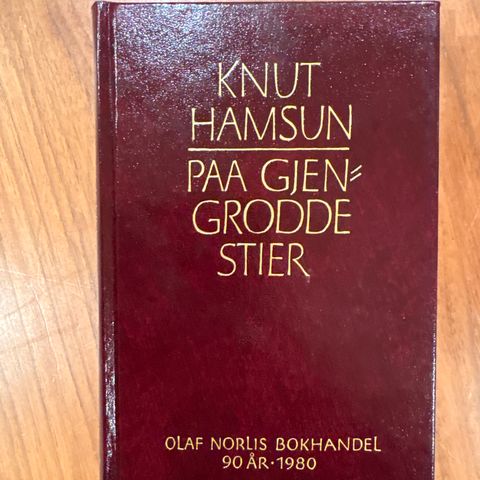 KNUT
HAMSUN
PAA GJEN=
GRODDE
STIER
OLAF NORLIS BOKHANDEL
90 ÅR · 1980